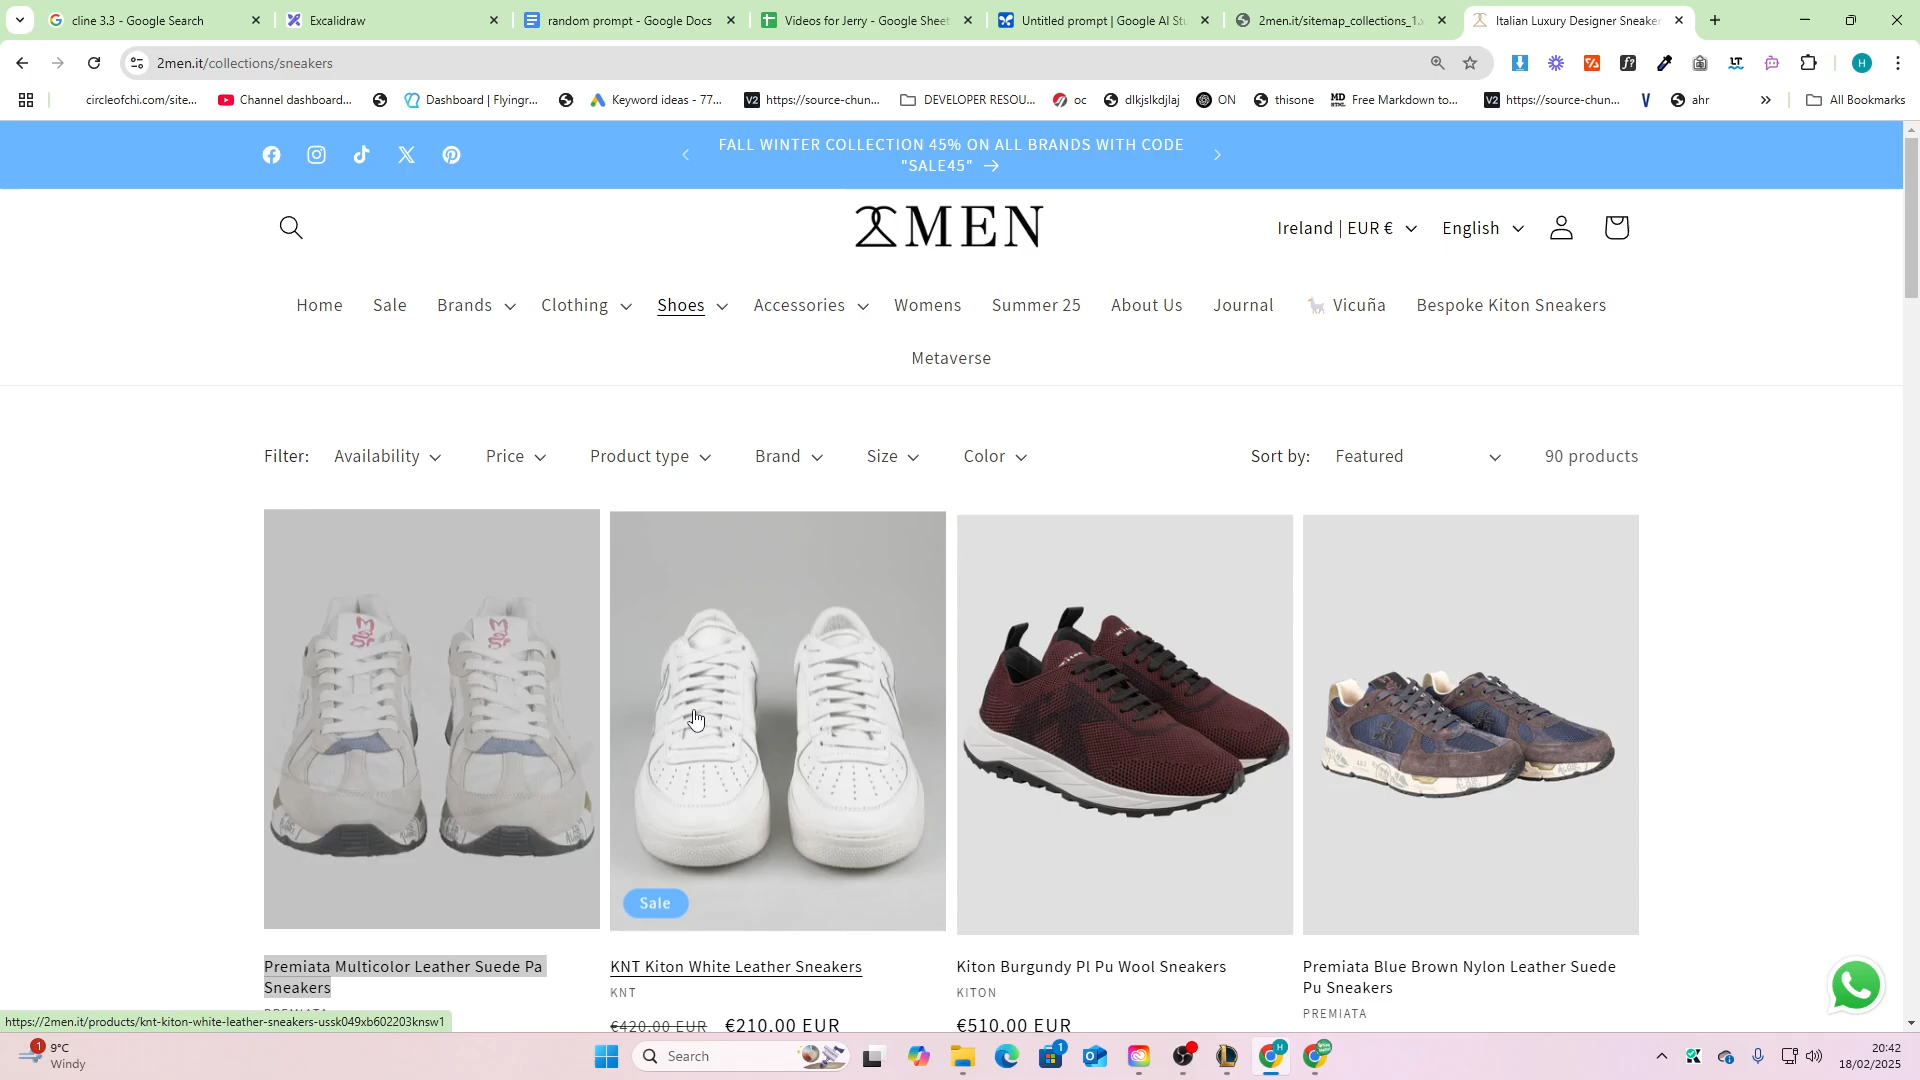 cline 3.3 - Google Search
Excalidraw
random prompt - Google Docs
Videos for Jerry - Google Sheet
Untitled prompt | Google AI St
2men.it/sitemap_collections_1.
Italian Luxury Designer Sneaker
2men.it/collections/sneakers
circleofchi.com/site...
Channel dashboard...
Dashboard | Flyingr...
Keyword ideas - 77...
https://source-chun...
DEVELOPER RESOU...
oc
dlkjslkdjlaj
ON
thisone
Free Markdown to...
https://source-chun...
ahr
All Bookmarks
FALL WINTER COLLECTION 45% ON ALL BRANDS WITH CODE
"SALE45" →
2MEN
Ireland | EUR €
English
Home
Sale
Brands
Clothing
Shoes
Accessories
Womens
Summer 25
About Us
Journal
🦙 Vicuña
Bespoke Kiton Sneakers
Metaverse
Filter:
Availability
Price
Product type
Brand
Size
Color
Sort by:
Featured
90 products
Sale
Premiata Multicolor Leather Suede Pa
Sneakers
PREMIATA
KNT Kiton White Leather Sneakers
KNT
€420.00 EUR €210.00 EUR
Kiton Burgundy Pl Pu Wool Sneakers
KITON
€510.00 EUR
Premiata Blue Brown Nylon Leather Suede
Pu Sneakers
PREMIATA
https://2men.it/products/knt-kiton-white-leather-sneakers-ussk049xb602203knsw1
1
9°C
Windy
Search
1
20:42
18/02/2025